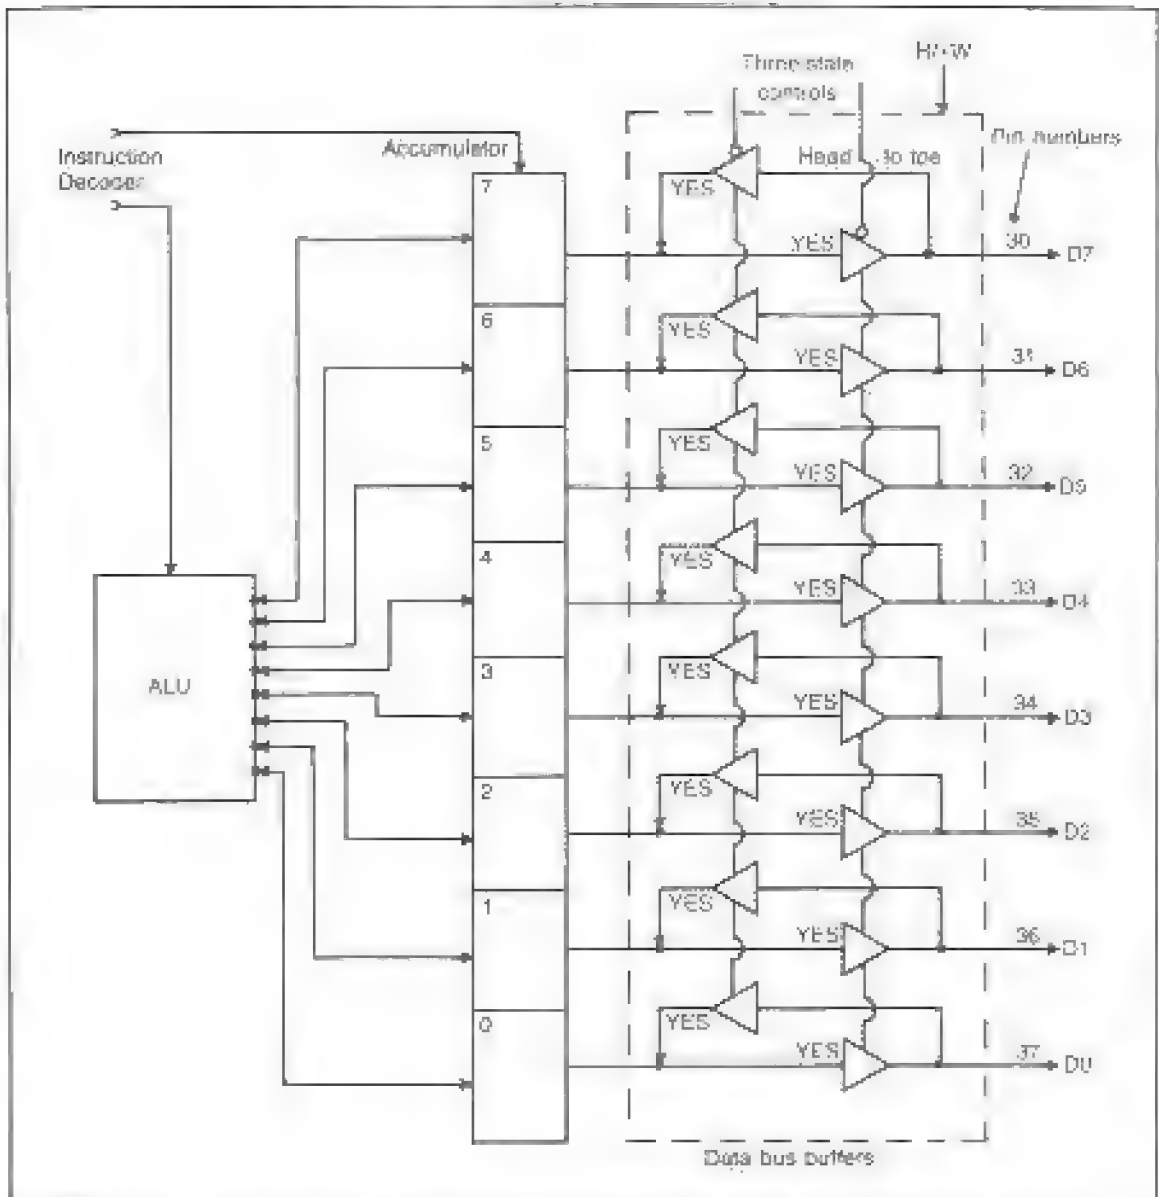 Three-state
controls
R/-W
Pin numbers
Instruction
Decoder
Accumulator
Head - to toe
7
YES
YES
30
D7
6
YES
YES
31
D6
5
YES
YES
32
D5
4
YES
YES
33
D4
ALU
3
YES
YES
34
D3
2
YES
YES
35
D2
1
YES
YES
36
D1
0
YES
YES
37
D0
Data bus buffers